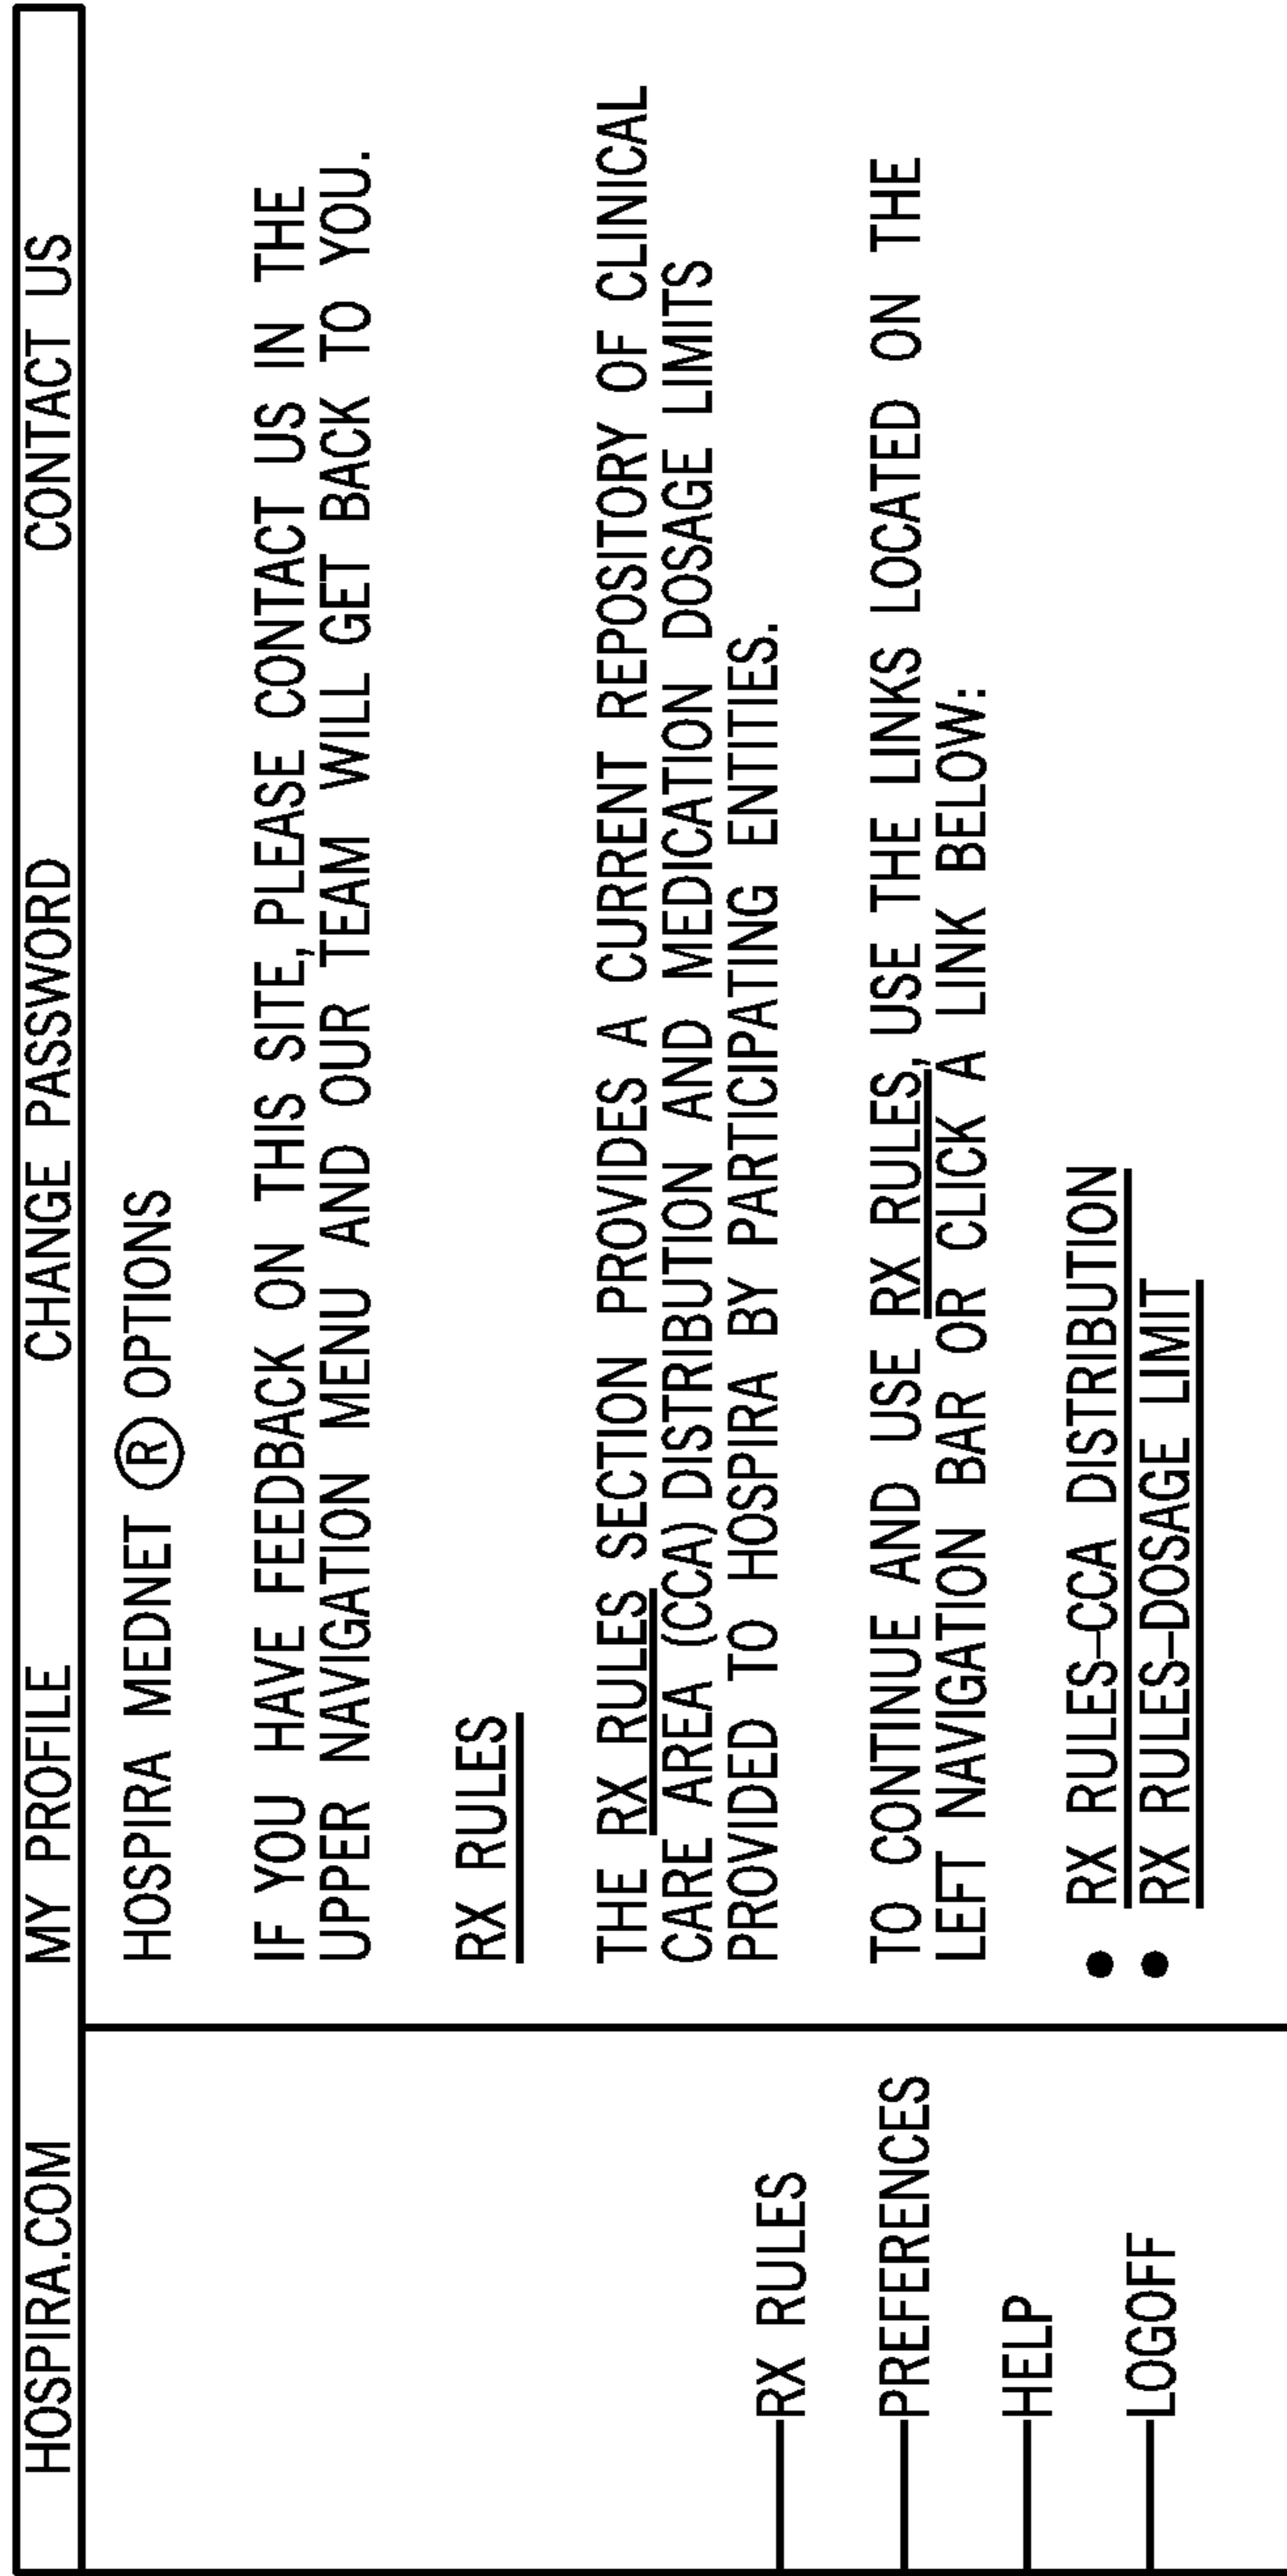 HOSPIRA.COM MY PROFILE CHANGE PASSWORD CONTACT US
HOSPIRA MEDNET ® OPTIONS
IF YOU HAVE FEEDBACK ON THIS SITE, PLEASE CONTACT US IN THE
UPPER NAVIGATION MENU AND OUR TEAM WILL GET BACK TO YOU.
RX RULES
THE RX RULES SECTION PROVIDES A CURRENT REPOSITORY OF CLINICAL
CARE AREA (CCA) DISTRIBUTION AND MEDICATION DOSAGE LIMITS
PROVIDED TO HOSPIRA BY PARTICIPATING ENTITIES.
TO CONTINUE AND USE RX RULES, USE THE LINKS LOCATED ON THE
LEFT NAVIGATION BAR OR CLICK A LINK BELOW:
• RX RULES-CCA DISTRIBUTION
• RX RULES-DOSAGE LIMIT
RX RULES
PREFERENCES
HELP
LOGOFF